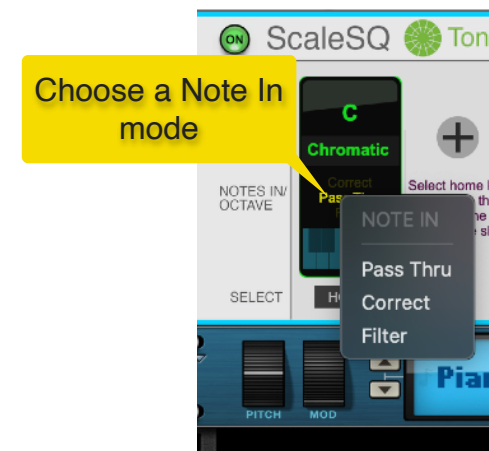 ON
ScaleSQ
Ton
Choose a Note In
mode
C
Chromatic
Correct
NOTES IN/
OCTAVE
Select home
NOTE IN
Pass Thru
Correct
Filter
SELECT
PITCH
MOD
Pian